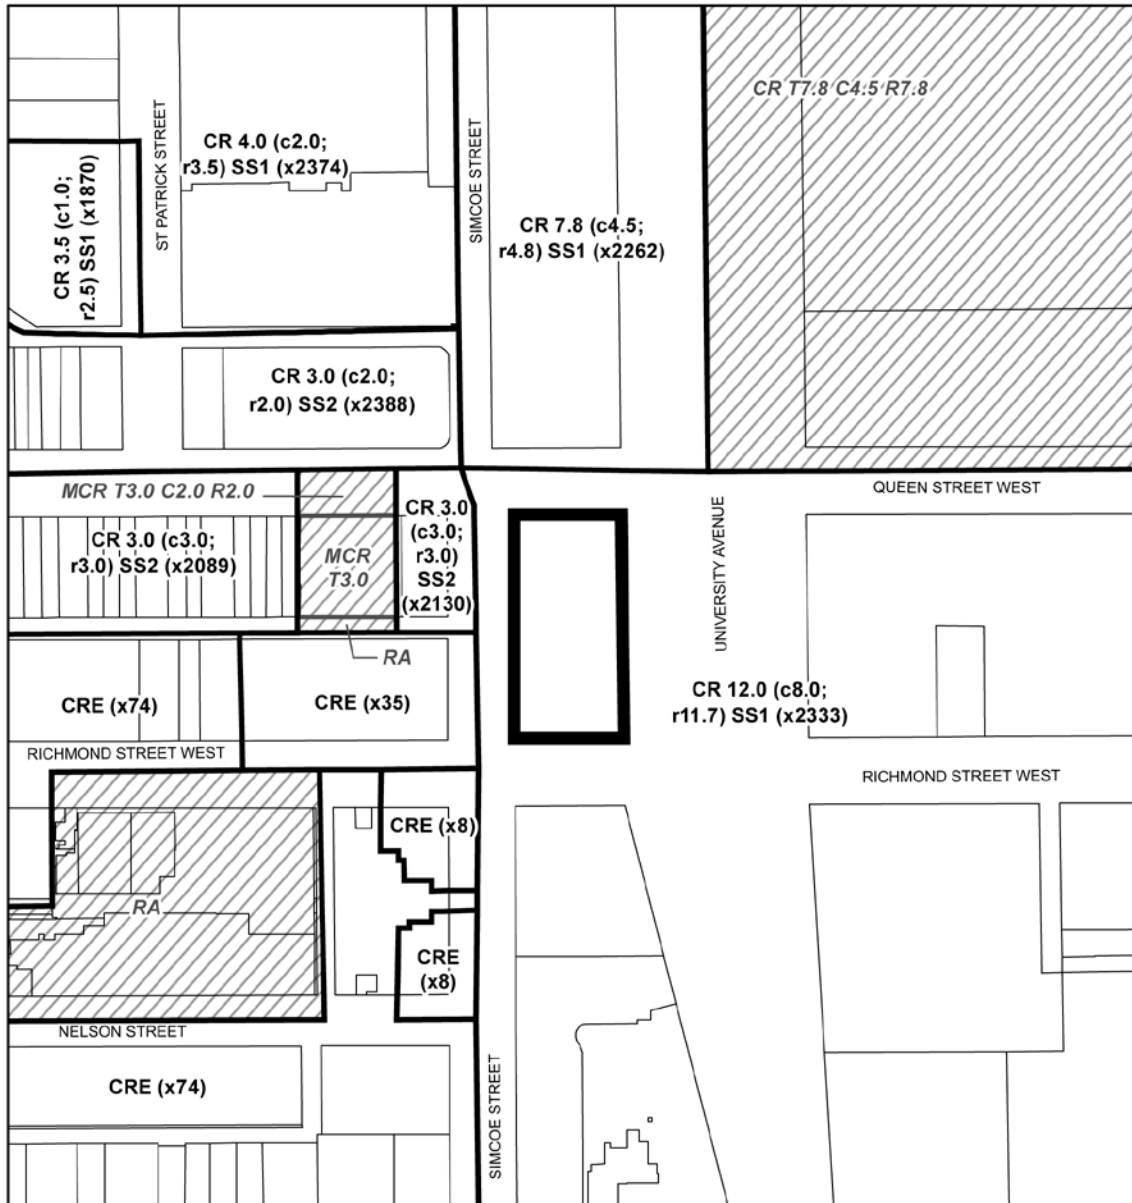 CR T7.8 C4.5 R7.8
CR 4.0 (c2.0;
r3.5) SS1 (x2374)
ST PATRICK STREET
SIMCOE STREET
CR 3.5 (c1.0;
r2.5) SS1 (x1870)
CR 7.8 (c4.5;
r4.8) SS1 (x2262)
CR 3.0 (c2.0;
r2.0) SS2 (x2388)
QUEEN STREET WEST
MCR T3.0 C2.0 R2.0
CR 3.0
(c3.0;
r3.0)
SS2
(x2130)
CR 3.0 (c3.0;
r3.0) SS2 (x2089)
MCR
T3.0
UNIVERSITY AVENUE
RA
CRE (x74)
CRE (x35)
CR 12.0 (c8.0;
r11.7) SS1 (x2333)
RICHMOND STREET WEST
RICHMOND STREET WEST
CRE (x8)
RA
CRE
(x8)
NELSON STREET
CRE (x74)
SIMCOE STREET